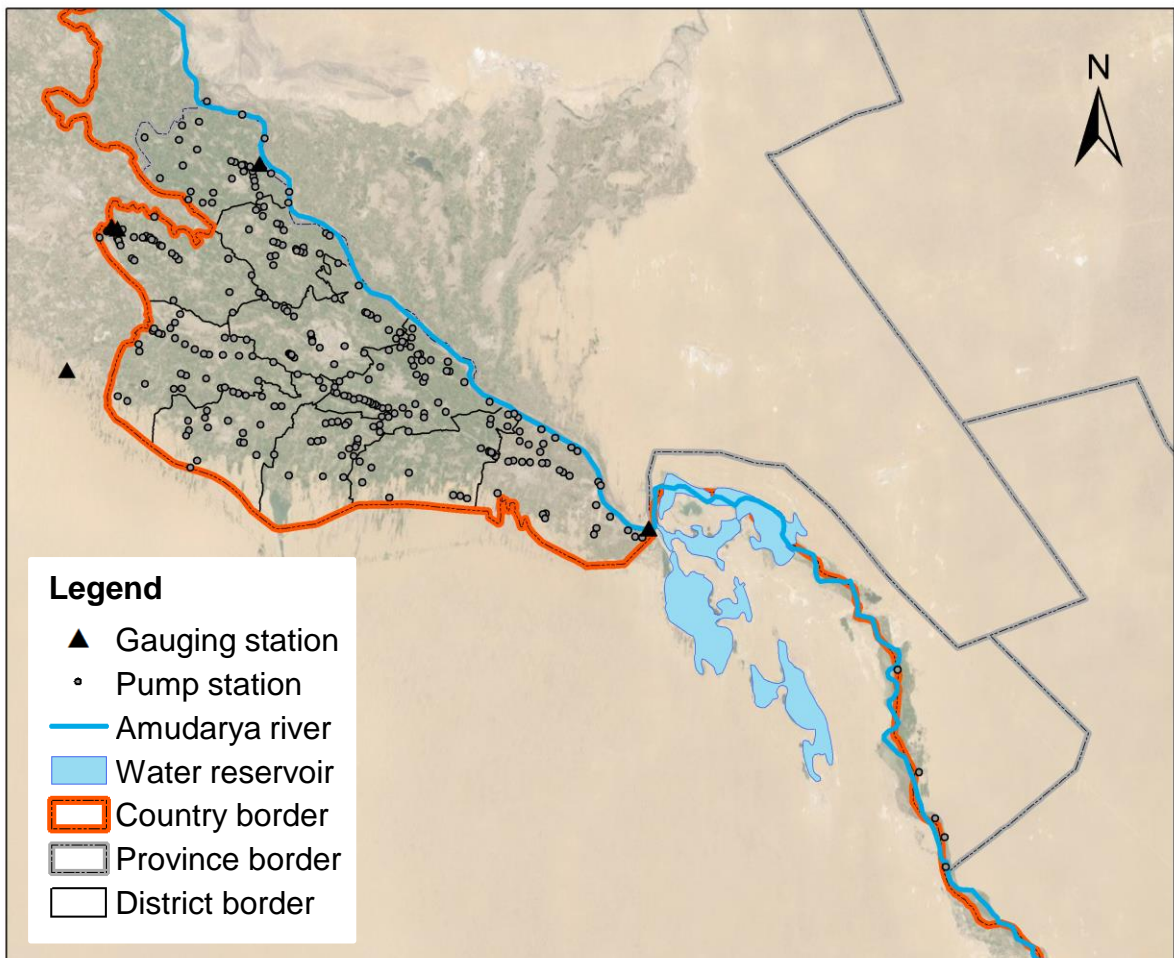 N
Legend
Gauging station
Pump station
Amudarya river
Water reservoir
Country border
Province border
District border